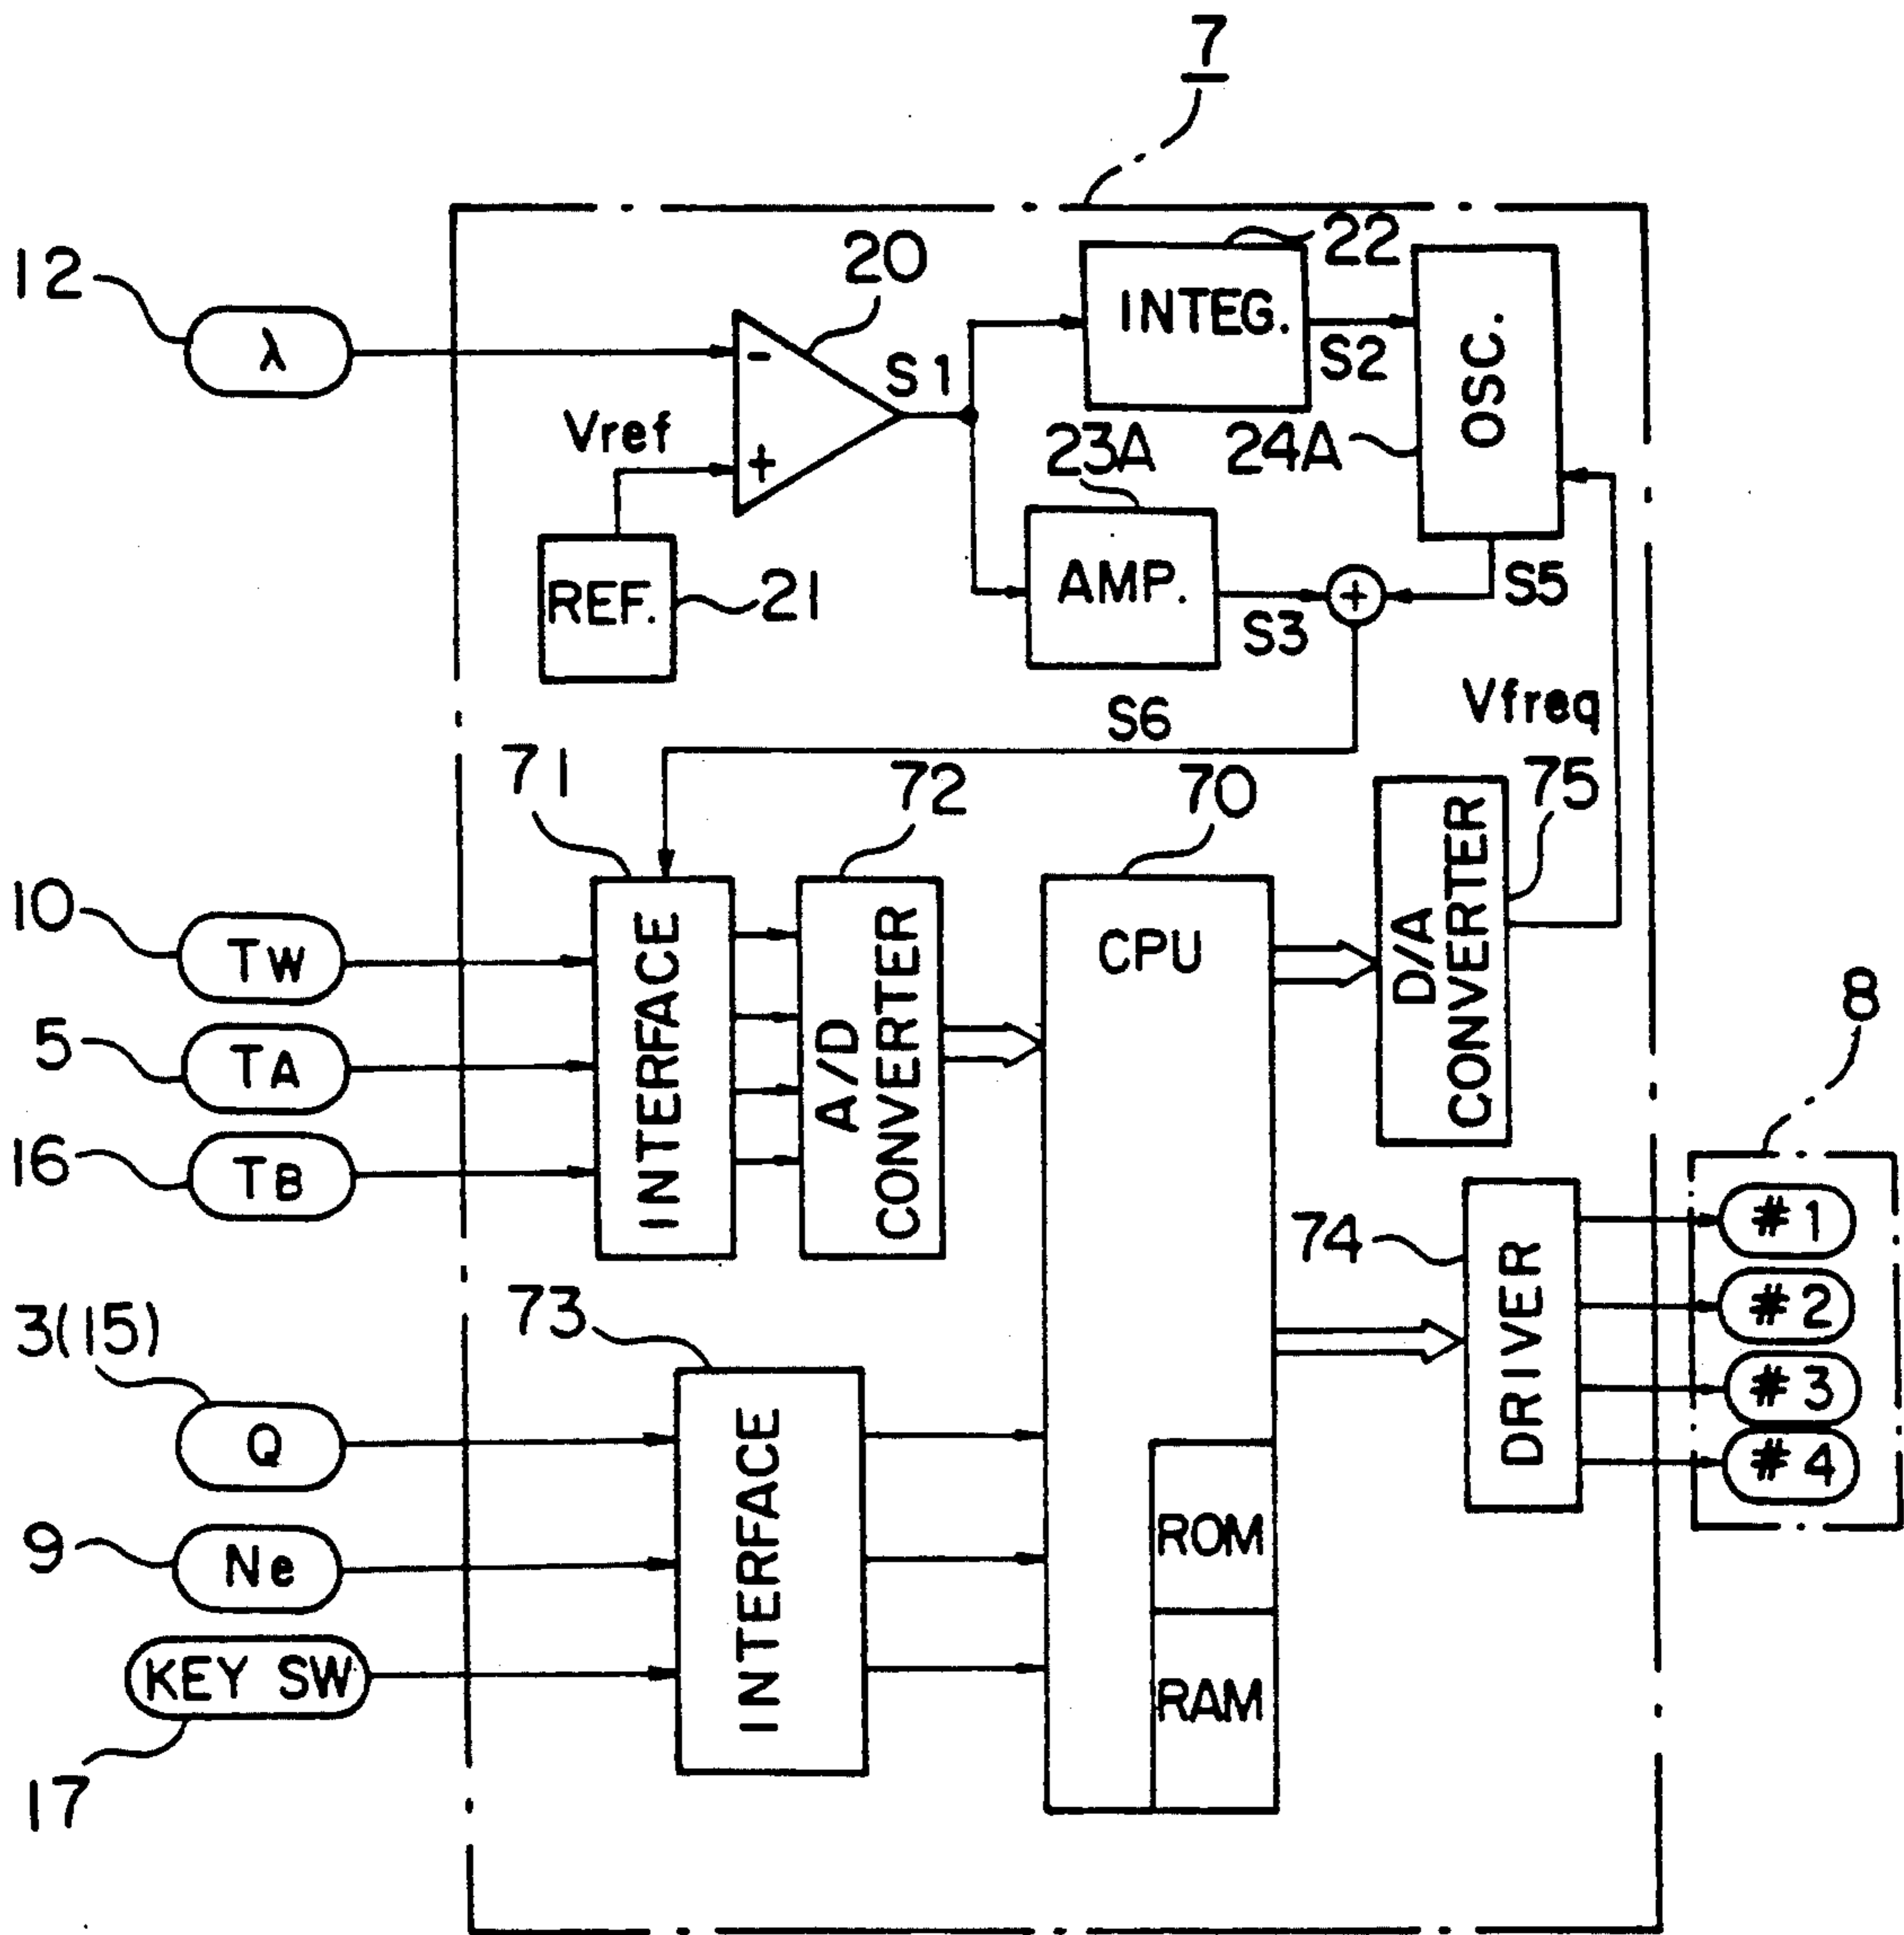 7
12
λ
20
-
+
S1
Vref
REF.
21
INTEG.
22
S2
OSC.
24A
23A
AMP.
S3
+
S5
S6
Vfreq
71
72
70
75
INTERFACE
A/D CONVERTER
CPU
D/A CONVERTER
10
TW
5
TA
16
TB
8
#1
#2
#3
#4
74
DRIVER
73
INTERFACE
3(15)
Q
9
Ne
KEY SW
17
ROM
RAM